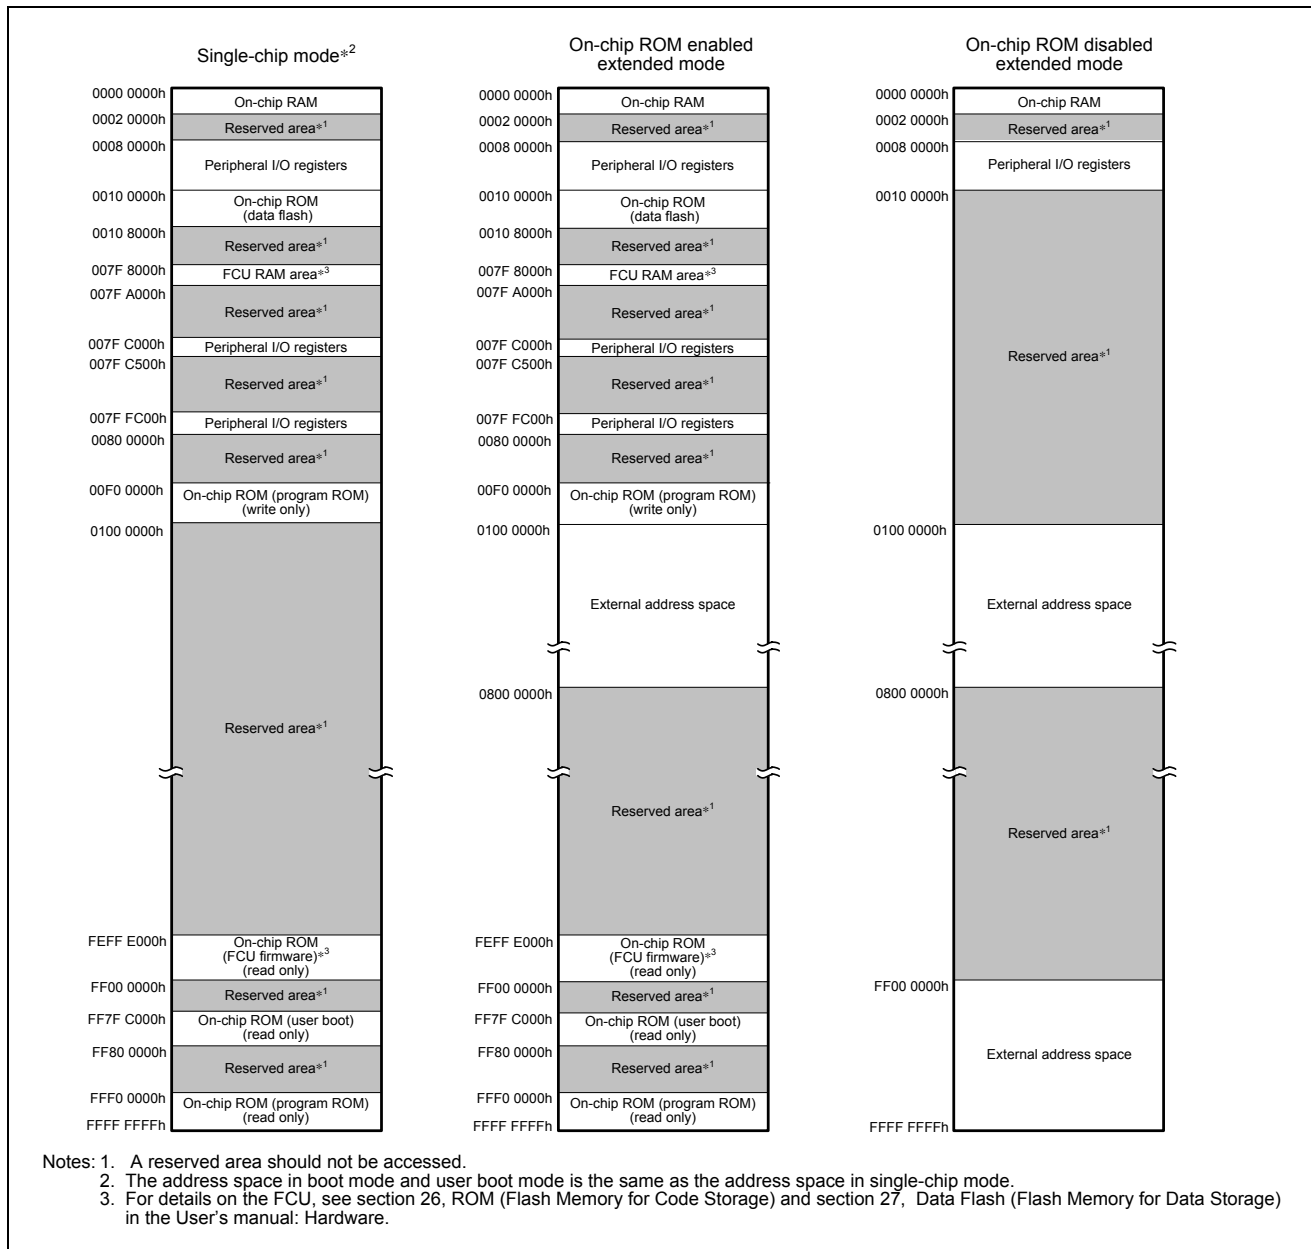 Single-chip mode*2
0000 0000h
On-chip RAM
0002 0000h
Reserved area*1
0008 0000h
Peripheral I/O registers
0010 0000h
On-chip ROM
(data flash)
0010 8000h
Reserved area*1
007F 8000h
FCU RAM area*3
007F A000h
Reserved area*1
007F C000h
Peripheral I/O registers
007F C500h
Reserved area*1
007F FC00h
Peripheral I/O registers
0080 0000h
Reserved area*1
00F0 0000h
On-chip ROM (program ROM)
(write only)
0100 0000h
Reserved area*1
FEFF E000h
On-chip ROM
(FCU firmware)*3
(read only)
FF00 0000h
Reserved area*1
FF7F C000h
On-chip ROM (user boot)
(read only)
FF80 0000h
Reserved area*1
FFF0 0000h
On-chip ROM (program ROM)
(read only)
FFFF FFFFh
On-chip ROM enabled
extended mode
0000 0000h
On-chip RAM
0002 0000h
Reserved area*1
0008 0000h
Peripheral I/O registers
0010 0000h
On-chip ROM
(data flash)
0010 8000h
Reserved area*1
007F 8000h
FCU RAM area*3
007F A000h
Reserved area*1
007F C000h
Peripheral I/O registers
007F C500h
Reserved area*1
007F FC00h
Peripheral I/O registers
0080 0000h
Reserved area*1
00F0 0000h
On-chip ROM (program ROM)
(write only)
0100 0000h
External address space
0800 0000h
Reserved area*1
FEFF E000h
On-chip ROM
(FCU firmware)*3
(read only)
FF00 0000h
Reserved area*1
FF7F C000h
On-chip ROM (user boot)
(read only)
FF80 0000h
Reserved area*1
FFF0 0000h
On-chip ROM (program ROM)
(read only)
FFFF FFFFh
On-chip ROM disabled
extended mode
0000 0000h
On-chip RAM
0002 0000h
Reserved area*1
0008 0000h
Peripheral I/O registers
0010 0000h
Reserved area*1
0100 0000h
External address space
0800 0000h
Reserved area*1
FF00 0000h
External address space
FFFF FFFFh
Notes: 1. A reserved area should not be accessed.
2. The address space in boot mode and user boot mode is the same as the address space in single-chip mode.
3. For details on the FCU, see section 26, ROM (Flash Memory for Code Storage) and section 27, Data Flash (Flash Memory for Data Storage)
in the User's manual: Hardware.